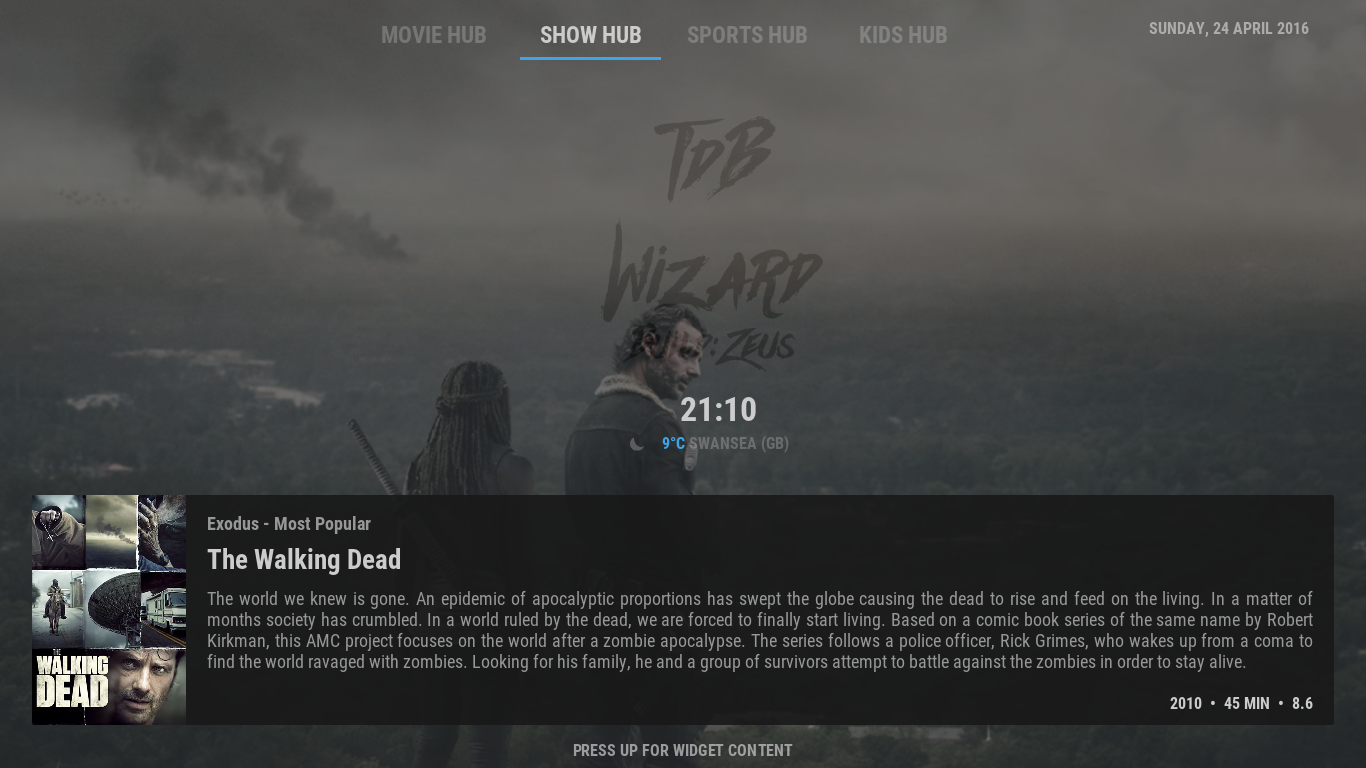 MOVIE HUB SHOW HUB SPORTS HUB KIDS HUB SUNDAY, 24 APRIL 2016
TDB
WIZARD
: ZEUS
21:10
9°C SWANSEA (GB)
Exodus - Most Popular
The Walking Dead
The world we knew is gone. An epidemic of apocalyptic proportions has swept the globe causing the dead to rise and feed on the living. In a matter of
months society has crumbled. In a world ruled by the dead, we are forced to finally start living. Based on a comic book series of the same name by Robert
Kirkman, this AMC project focuses on the world after a zombie apocalypse. The series follows a police officer, Rick Grimes, who wakes up from a coma to
find the world ravaged with zombies. Looking for his family, he and a group of survivors attempt to battle against the zombies in order to stay alive.
THE
WALKING
DEAD
2010 • 45 MIN • 8.6
PRESS UP FOR WIDGET CONTENT